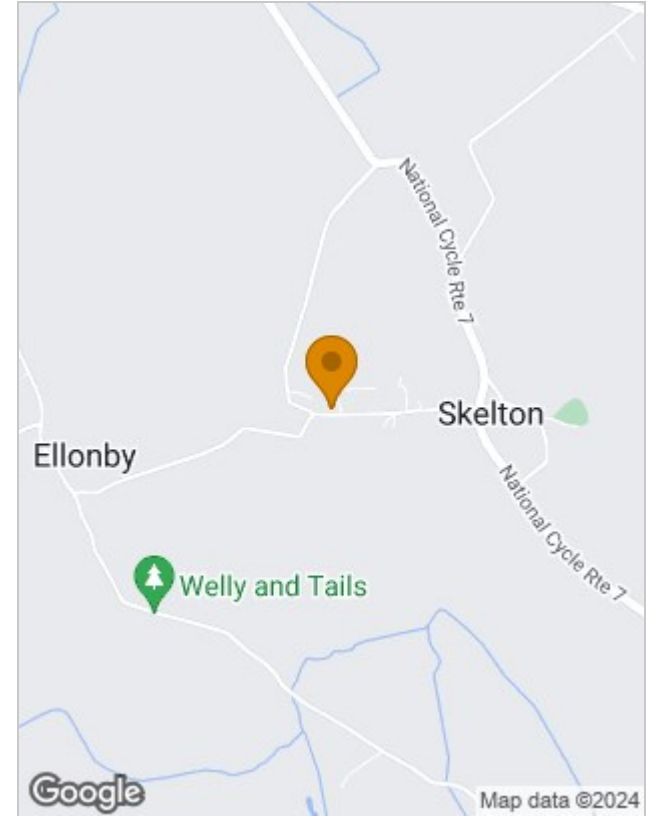 National Cycle Rte 7
Skelton
Ellonby
National Cycle Rte 7
Welly and Tails
Google
Map data ©2024